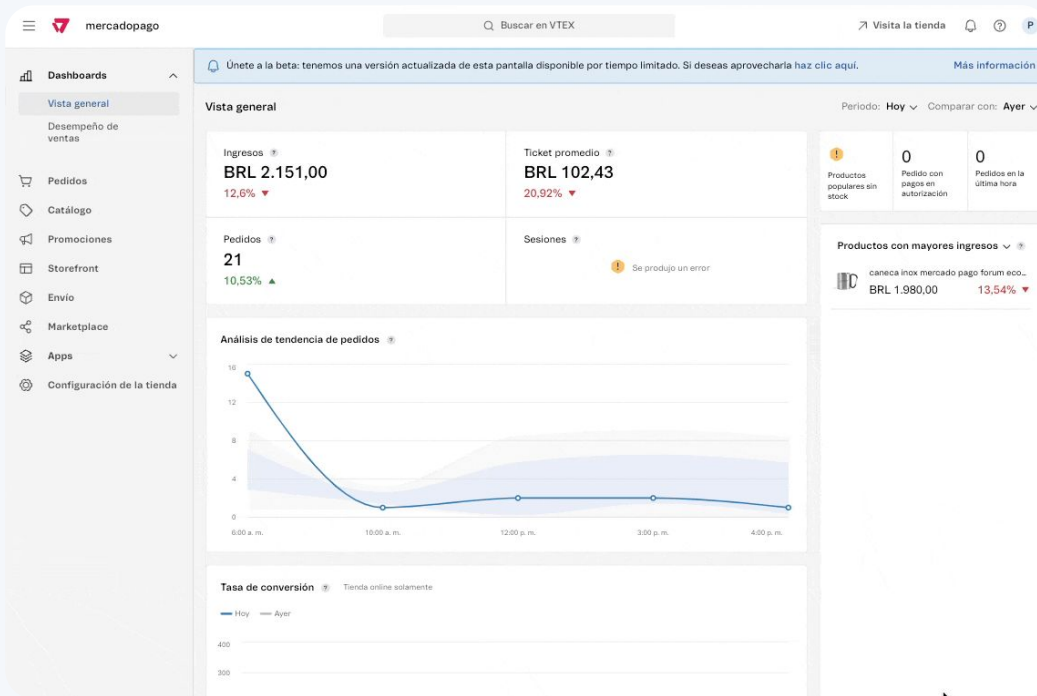 mercadopago
Buscar en VTEX
Visita la tienda
P
Dashboards
Vista general
Desempeño de
ventas
Pedidos
Catálogo
Promociones
Storefront
Envío
Marketplace
Apps
Configuración de la tienda
Únete a la beta: tenemos una versión actualizada de esta pantalla disponible por tiempo limitado. Si deseas aprovecharla haz clic aquí.
Más información
Vista general
Periodo: Hoy
Comparar con: Ayer
Ingresos ?
BRL 2.151,00
12,6%
Ticket promedio ?
BRL 102,43
20,92%
Pedidos ?
21
10,53%
Sesiones ?
! Se produjo un error
!
Productos
populares sin
stock
0
Pedido con
pagos en
autorización
0
Pedidos en la
última hora
Productos con mayores ingresos ?
caneca inox mercado pago forum eco...
BRL 1.980,00
13,54%
Análisis de tendencia de pedidos ?
16
12
8
4
0
6:00 a. m.
10:00 a. m.
12:00 p. m.
3:00 p. m.
4:00 p. m.
Tasa de conversión ? Tienda online solamente
Hoy
Ayer
400
300